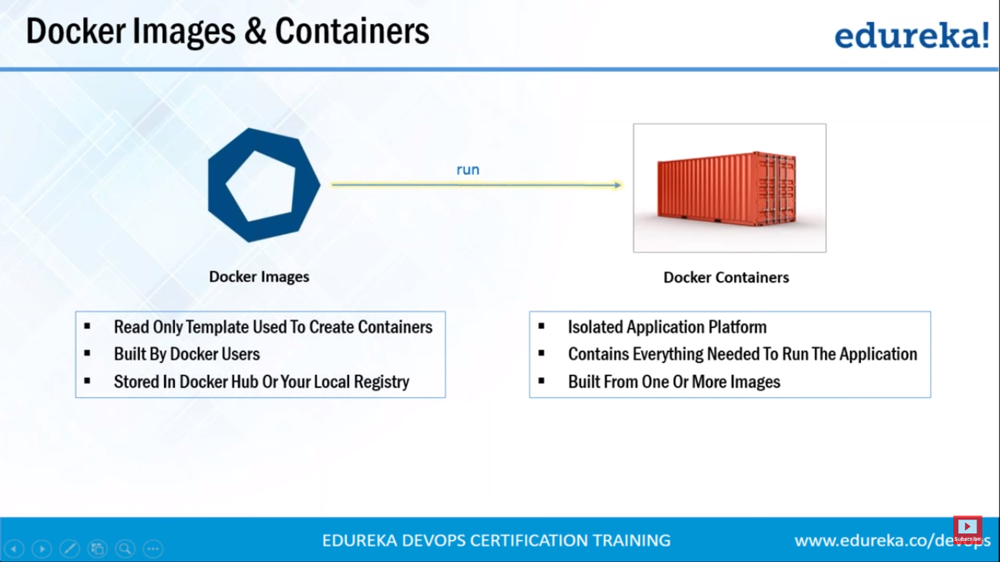 Docker Images & Containers
edureka!
run
Docker Images
Docker Containers
▪ Read Only Template Used To Create Containers
▪ Built By Docker Users
▪ Stored In Docker Hub Or Your Local Registry
▪ Isolated Application Platform
▪ Contains Everything Needed To Run The Application
▪ Built From One Or More Images
EDUREKA DEVOPS CERTIFICATION TRAINING
www.edureka.co/devops
Subscribe